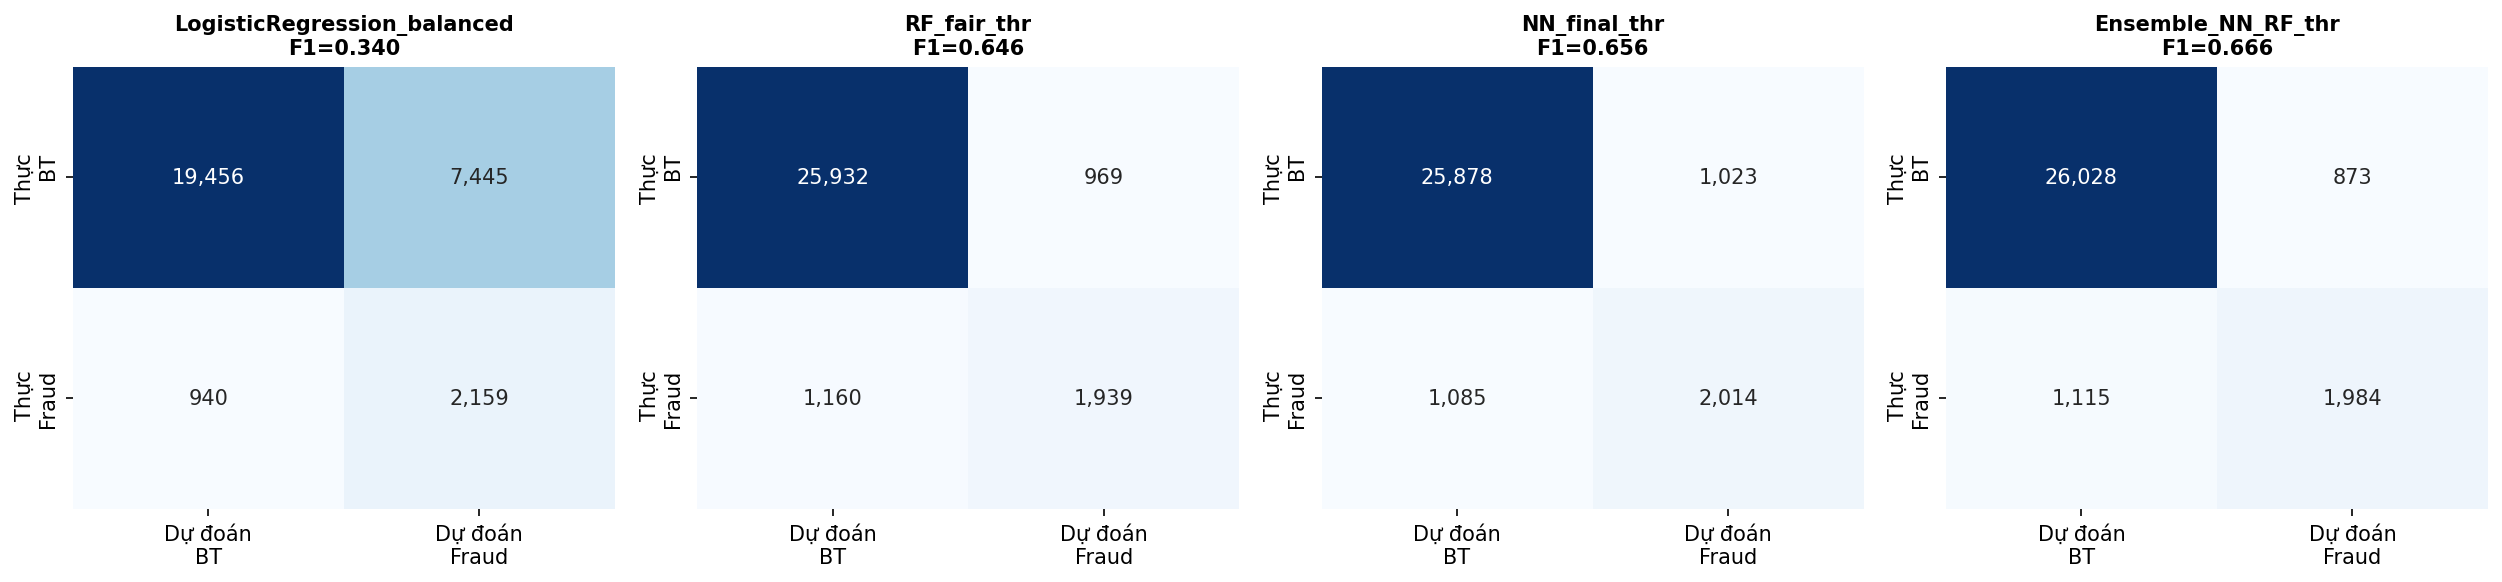 LogisticRegression_balanced
F1=0.340
Thực
BT
Thực
Fraud
19,456
7,445
940
2,159
Dự đoán
BT
Dự đoán
Fraud
RF_fair_thr
F1=0.646
Thực
BT
Thực
Fraud
25,932
969
1,160
1,939
Dự đoán
BT
Dự đoán
Fraud
NN_final_thr
F1=0.656
Thực
BT
Thực
Fraud
25,878
1,023
1,085
2,014
Dự đoán
BT
Dự đoán
Fraud
Ensemble_NN_RF_thr
F1=0.666
Thực
BT
Thực
Fraud
26,028
873
1,115
1,984
Dự đoán
BT
Dự đoán
Fraud